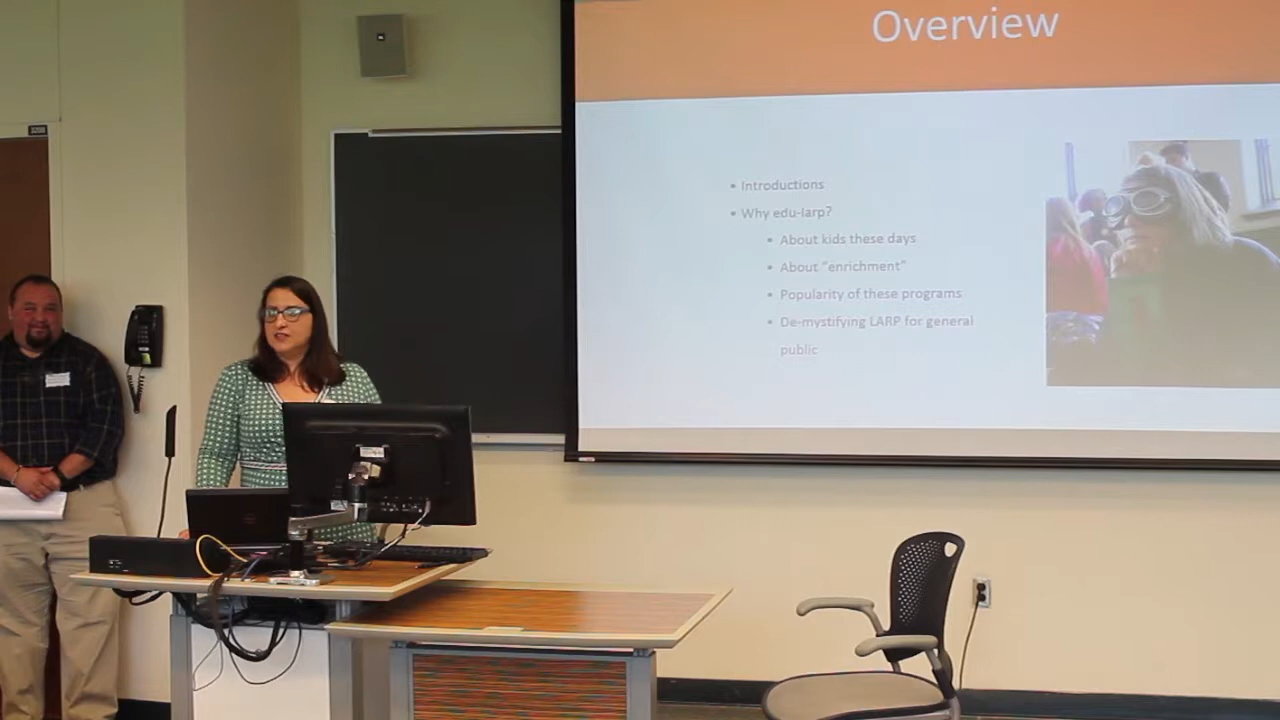 Overview
• Introductions
• Why edu-larp?
• About kids these days
• About "enrichment"
• Popularity of these programs
• De-mystifying LARP for general
public
3200